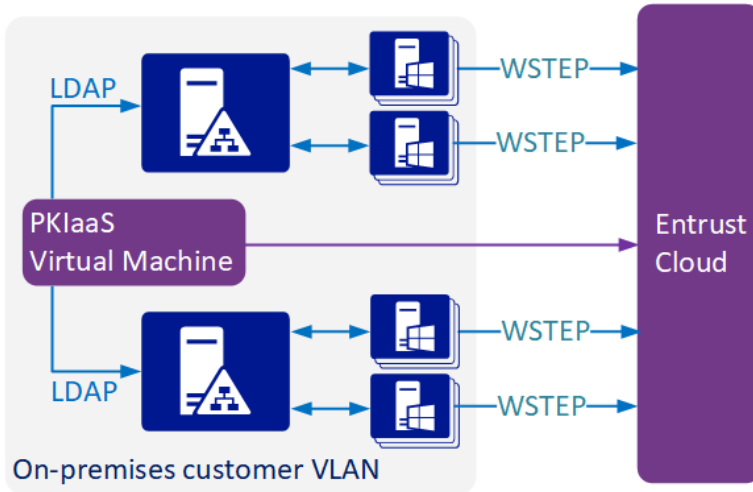 LDAP
WSTEP
WSTEP
PKIaaS
Virtual Machine
Entrust
Cloud
LDAP
WSTEP
WSTEP
On-premises customer VLAN